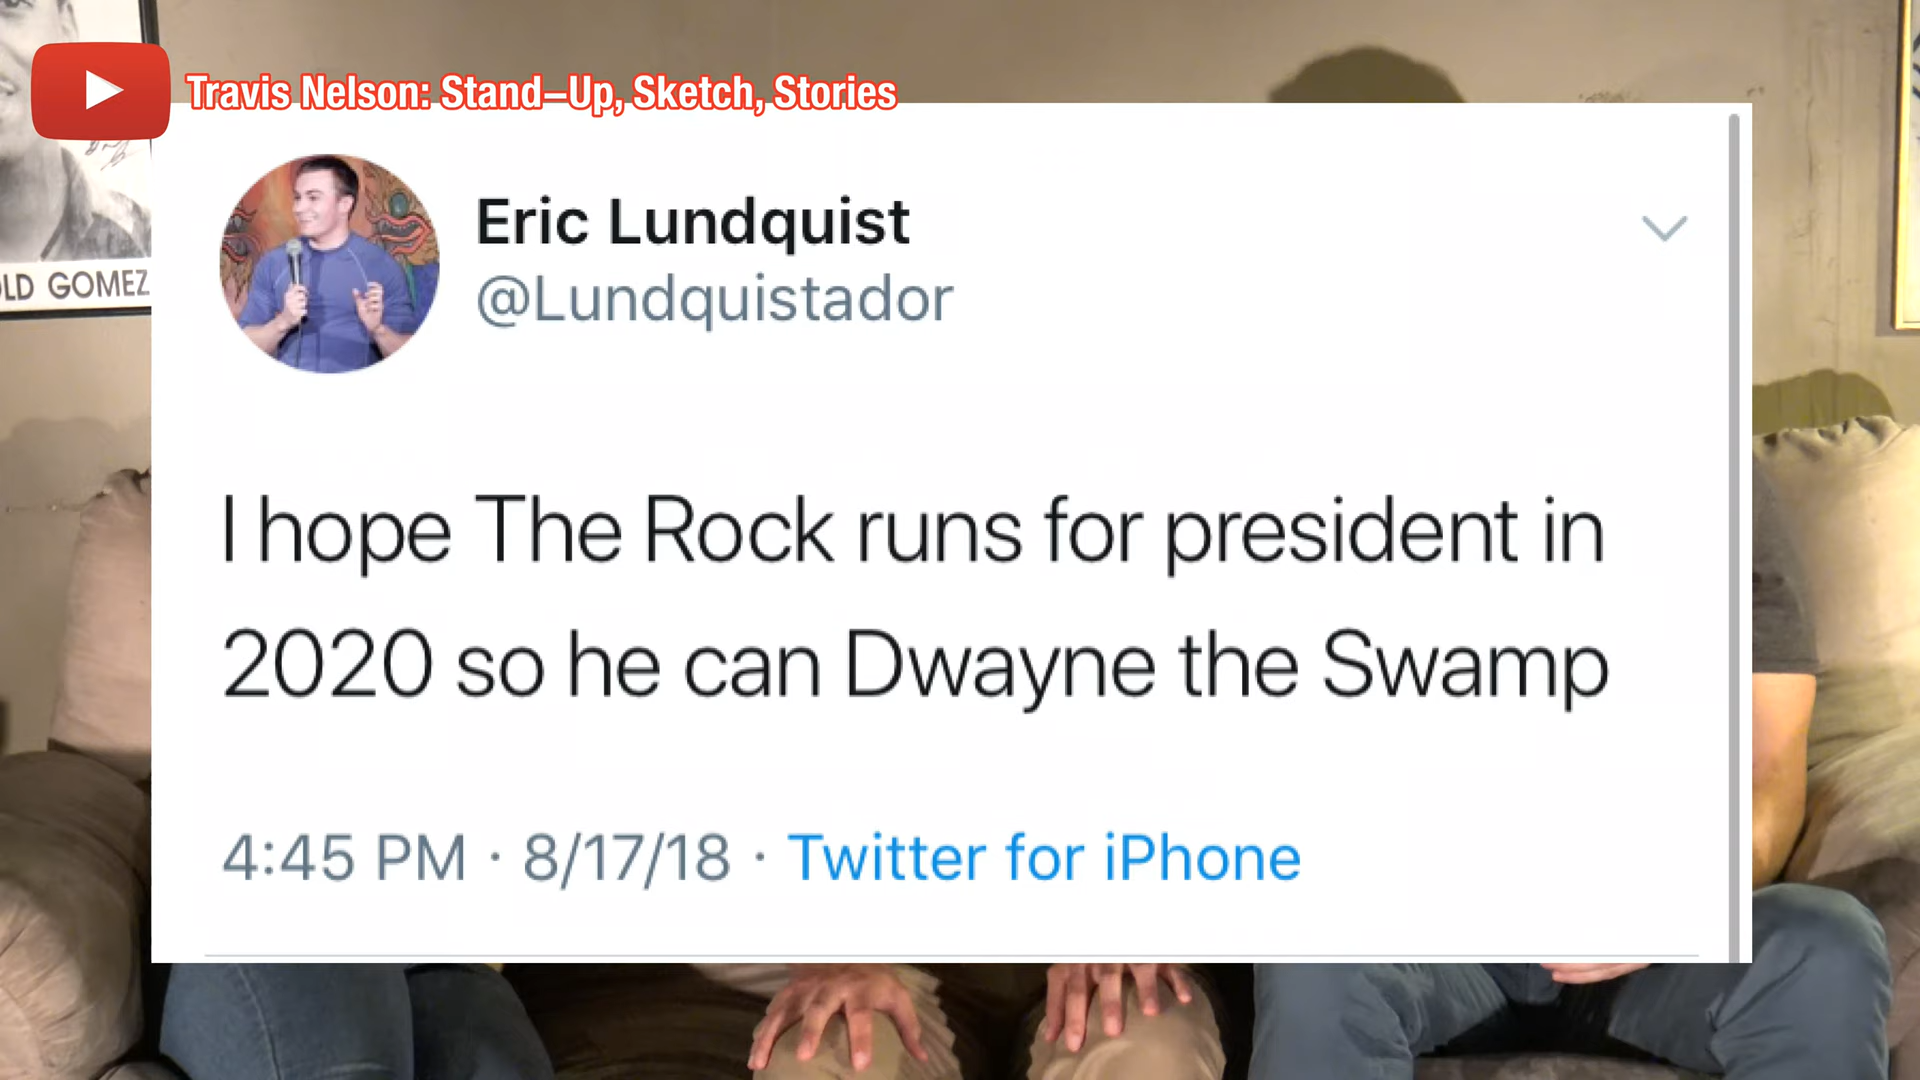 Travis Nelson: Stand–Up, Sketch, Stories
Eric Lundquist
@Lundquistador
LD GOMEZ
I hope The Rock runs for president in
2020 so he can Dwayne the Swamp
4:45 PM · 8/17/18 · Twitter for iPhone